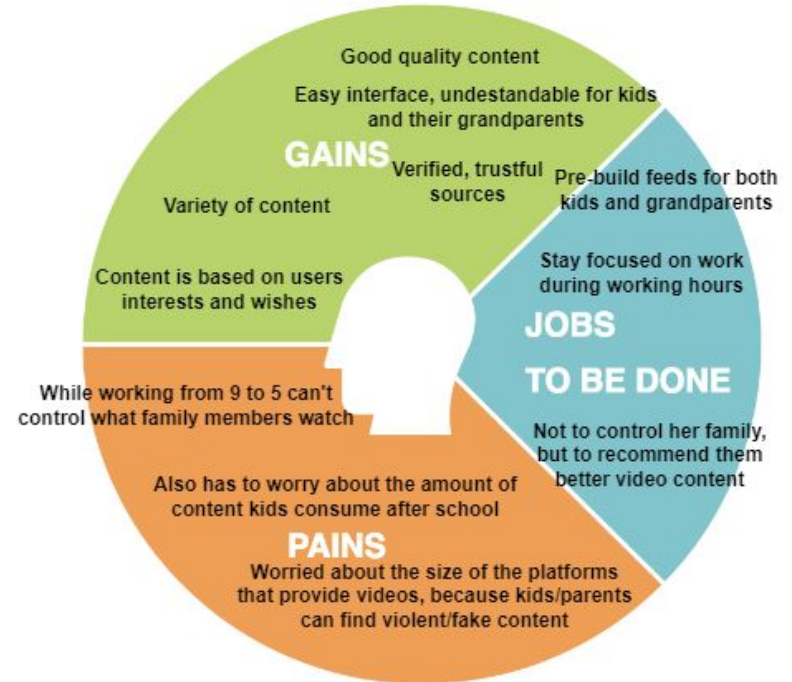 Good quality content
Easy interface, undestandable for kids
and their grandparents
GAINS
Verified, trustful
sources
Variety of content
Content is based on users
interests and wishes
Pre-build feeds for both
kids and grandparents
Stay focused on work
during working hours
JOBS
TO BE DONE
Not to control her family,
but to recommend them
better video content
While working from 9 to 5 can't
control what family members watch
Also has to worry about the amount of
content kids consume after school
PAINS
Worried about the size of the platforms
that provide videos, because kids/parents
can find violent/fake content